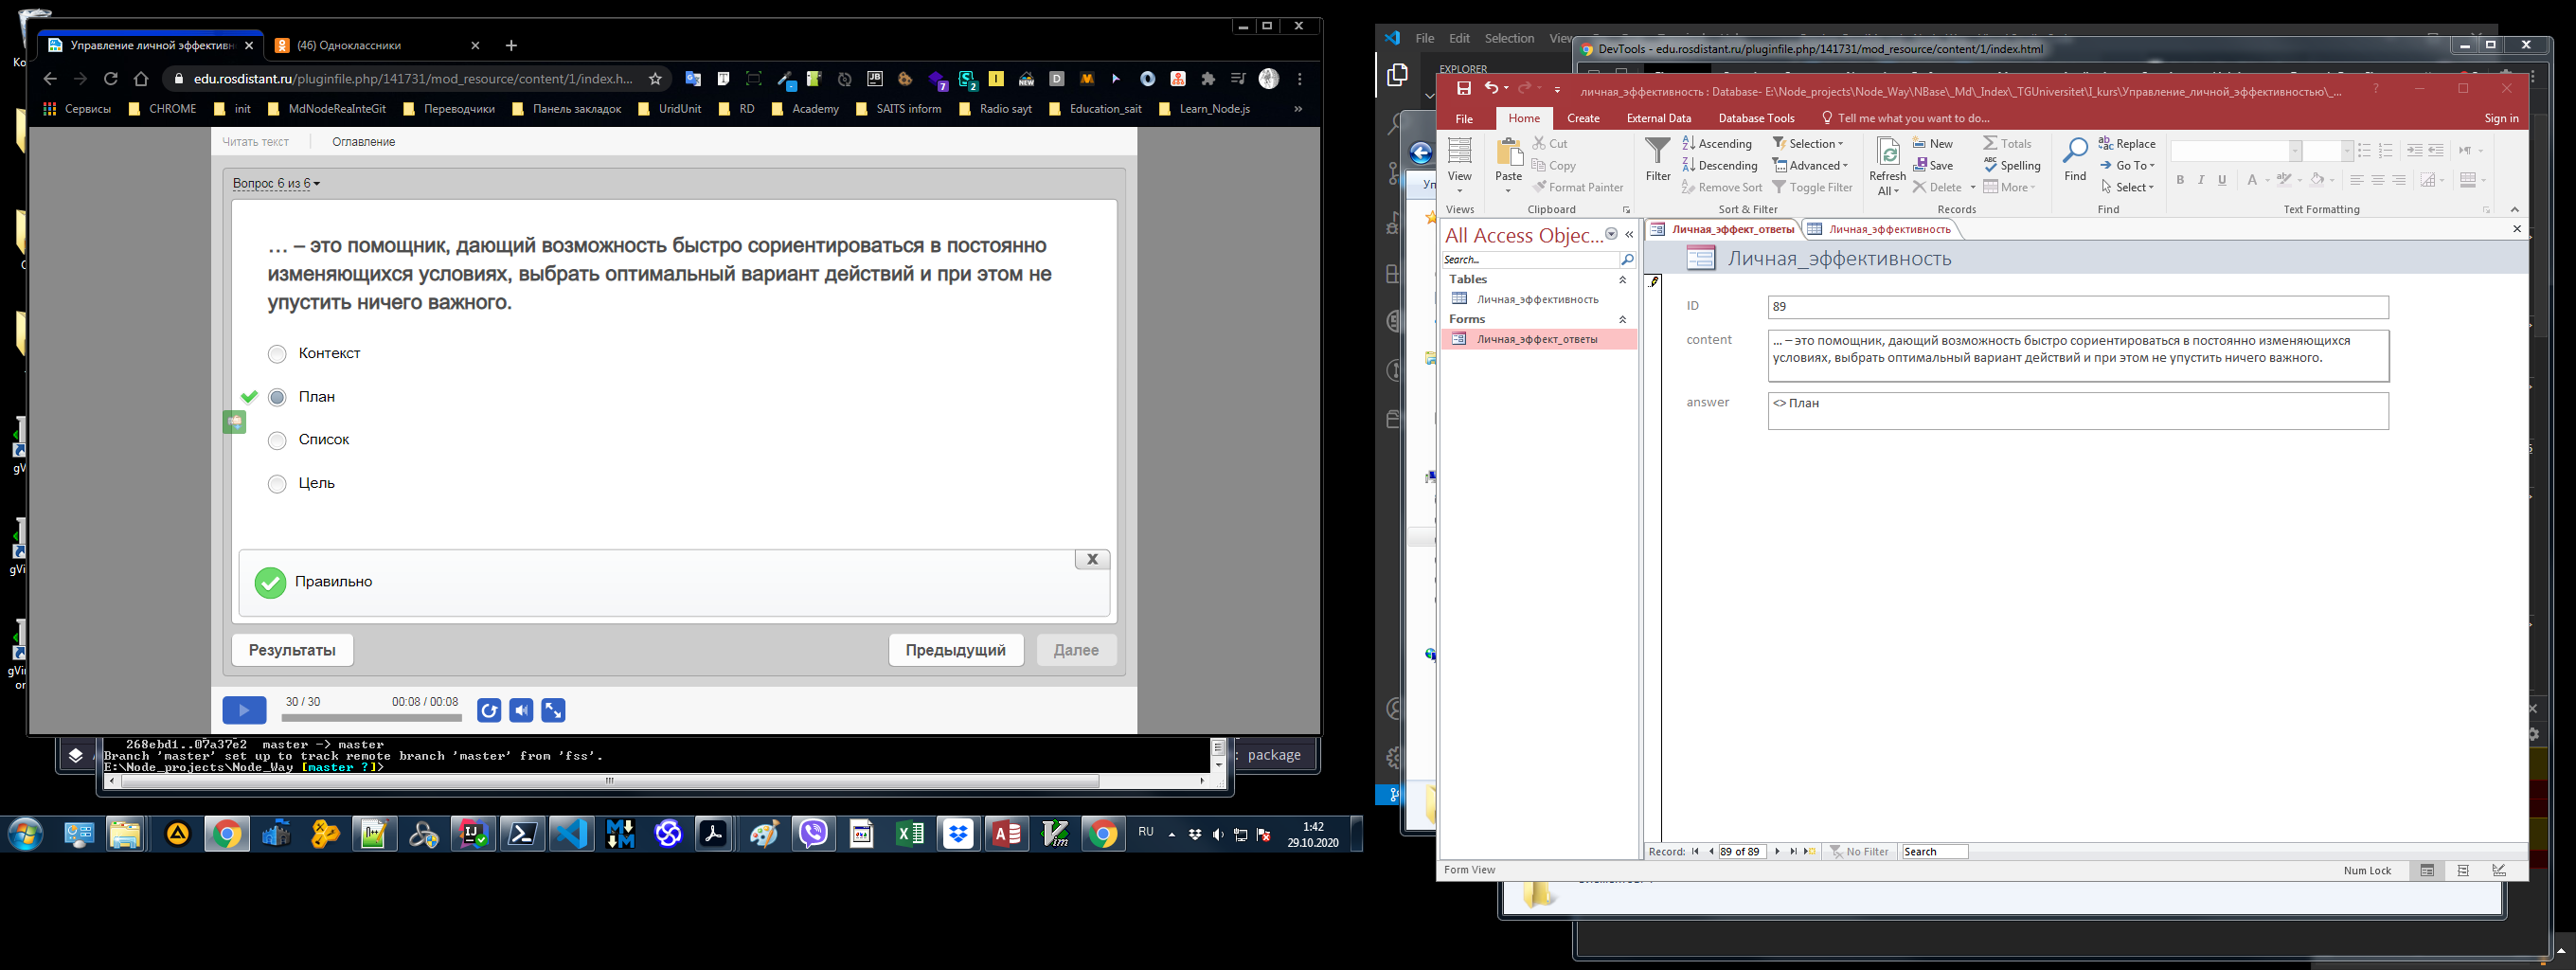 Управление личной эффективн
(46) Одноклассники
edu.rosdistant.ru/pluginfile.php/141731/mod_resource/content/1/index.h...
Сервисы
CHROME
init
MdNodeReaInteGit
Переводчики
Панель закладок
UridUnit
RD
Academy
SAITS inform
Radio sayt
Education_sait
Learn_Node.js
»
Читать текст
Оглавление
Вопрос 6 из 6
… – это помощник, дающий возможность быстро сориентироваться в постоянно
изменяющихся условиях, выбрать оптимальный вариант действий и при этом не
упустить ничего важного.
Контекст
План
Список
Цель
X
Правильно
Результаты
Предыдущий
Далее
30 / 30
00:08 / 00:08
268ebd1..07a37e2 master -> master
Branch 'master' set up to track remote branch 'master' from 'fss'.
E:\Node_projects\Node_Way [master ?]>
: package
RU
1:42
29.10.2020
File Edit Selection View
EXPLORER
DevTools - edu.rosdistant.ru/pluginfile.php/141731/mod_resource/content/1/index.html
личная_эффективность : Database- E:\Node_projects\Node_Way\NBase\_Md\_Index\_TGUniversitet\I_kurs\Управление_личной_эффективностью\_...
File
Home
Create
External Data
Database Tools
Tell me what you want to do...
Sign in
View
Views
Paste
Cut
Copy
Format Painter
Clipboard
Filter
Ascending
Descending
Remove Sort
Selection
Advanced
Toggle Filter
Sort & Filter
Refresh
All
New
Save
Delete
Totals
Spelling
More
Records
Find
Replace
Go To
Select
Find
B I U A
Text Formatting
All Access Objec...
Search...
Tables
Личная_эффективность
Forms
Личная_эффект_ответы
Личная_эффект_ответы
Личная_эффективность
Личная_эффективность
ID
89
content
… – это помощник, дающий возможность быстро сориентироваться в постоянно изменяющихся
условиях, выбрать оптимальный вариант действий и при этом не упустить ничего важного.
answer
<> План
Record:
89 of 89
No Filter
Search
Form View
Num Lock